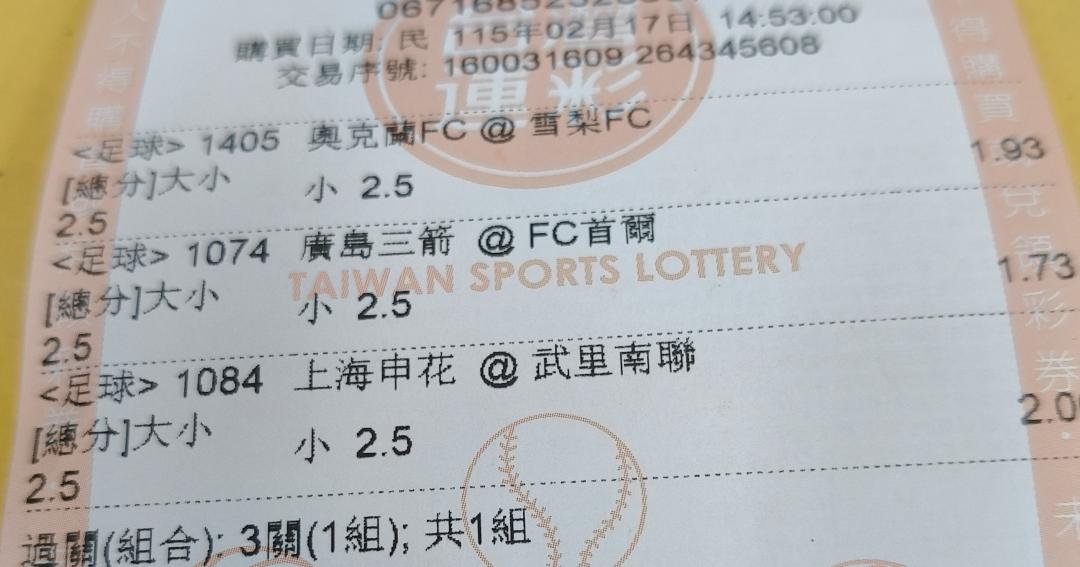 購買日期: 民 115年02月17日 14:53:00
交易序號: 160031609 264345608
<足球> 1405 奧克蘭FC @ 雪梨FC
1.93
[總分]大小 小 2.5
2.5
<足球> 1074 廣島三箭 @ FC首爾
TAIWAN SPORTS LOTTERY
1.73
[總分]大小 小 2.5
2.5
<足球> 1084 上海申花 @ 武里南聯
2.00
[總分]大小 小 2.5
2.5
過關(組合): 3關(1組); 共1組